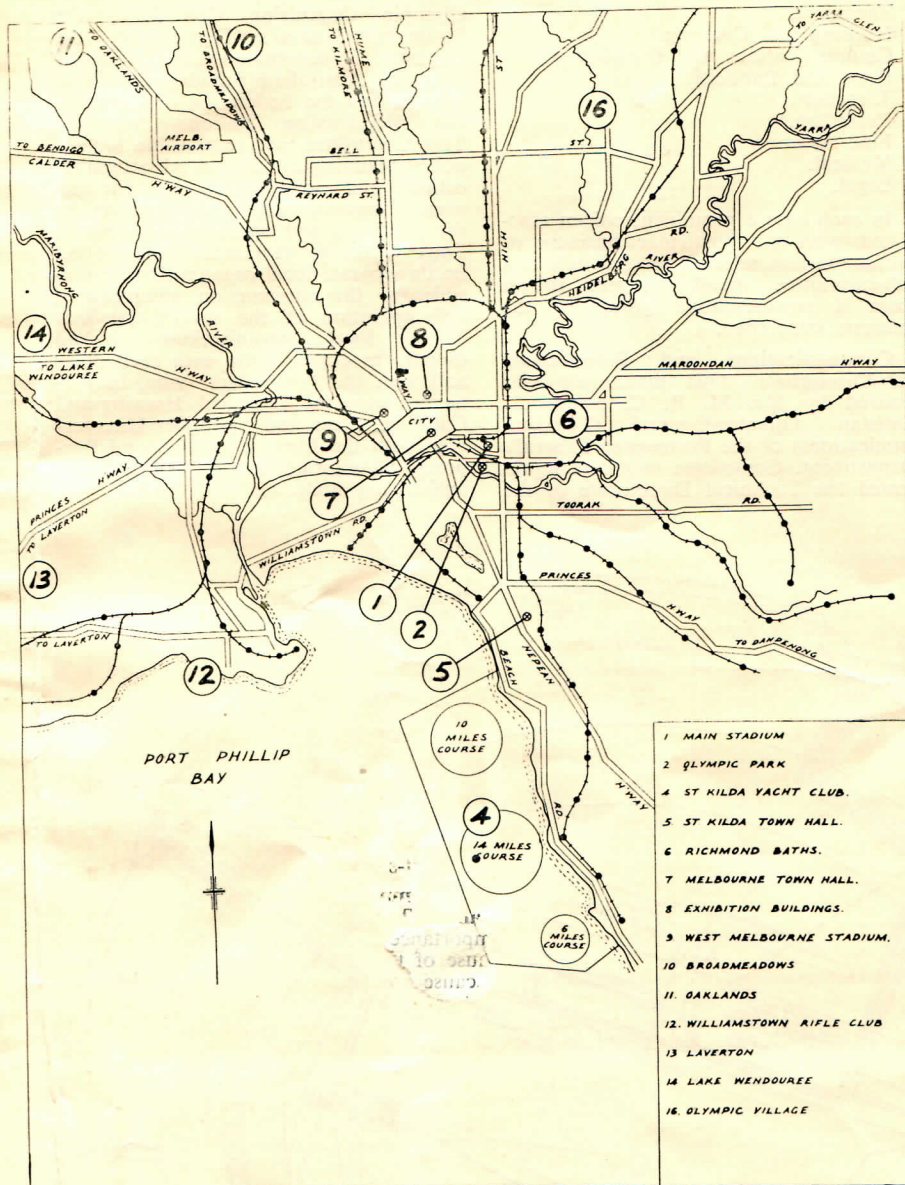 11
TO OAKLANDS
10
TO BROADMEADOWS
HUME
TO KILMORE
ST
TO YARRA GLEN
16
YARRA
MELB.
AIRPORT
TO BENDIGO
CALDER
H'WAY
BELL
ST
REYNARD ST.
HIGH
MARIBYRNONG
RIVER
HEIDELBERG
RD.
RIVER
14
WESTERN
TO LAKE
WINDOUREE
H'WAY
8
H'WAY
MAROONDAH
H'WAY
CITY
9
6
7
PRINCES
H'WAY
TO LAVERTON
WILLIAMSTOWN RD.
TOORAK
RD.
13
1
2
PRINCES
H'WAY
TO DANDENONG
TO LAVERTON
12
5
BEACH
RD
NEPEAN
H'WAY
10
MILES
COURSE
PORT PHILLIP
BAY
4
14 MILES
COURSE
6
MILES
COURSE
1 MAIN STADIUM
2 OLYMPIC PARK
4 ST KILDA YACHT CLUB.
5. ST KILDA TOWN HALL.
6 RICHMOND BATHS.
7 MELBOURNE TOWN HALL.
8 EXHIBITION BUILDINGS.
9 WEST MELBOURNE STADIUM.
10 BROADMEADOWS
11. OAKLANDS
12. WILLIAMSTOWN RIFLE CLUB
13 LAVERTON
14 LAKE WENDOUREE
16. OLYMPIC VILLAGE